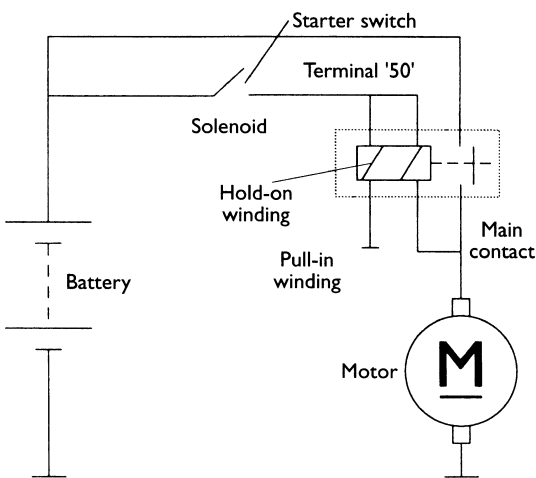 Starter switch
Terminal '50'
Solenoid
Hold-on
winding
Main
contact
Pull-in
winding
Battery
Motor
M